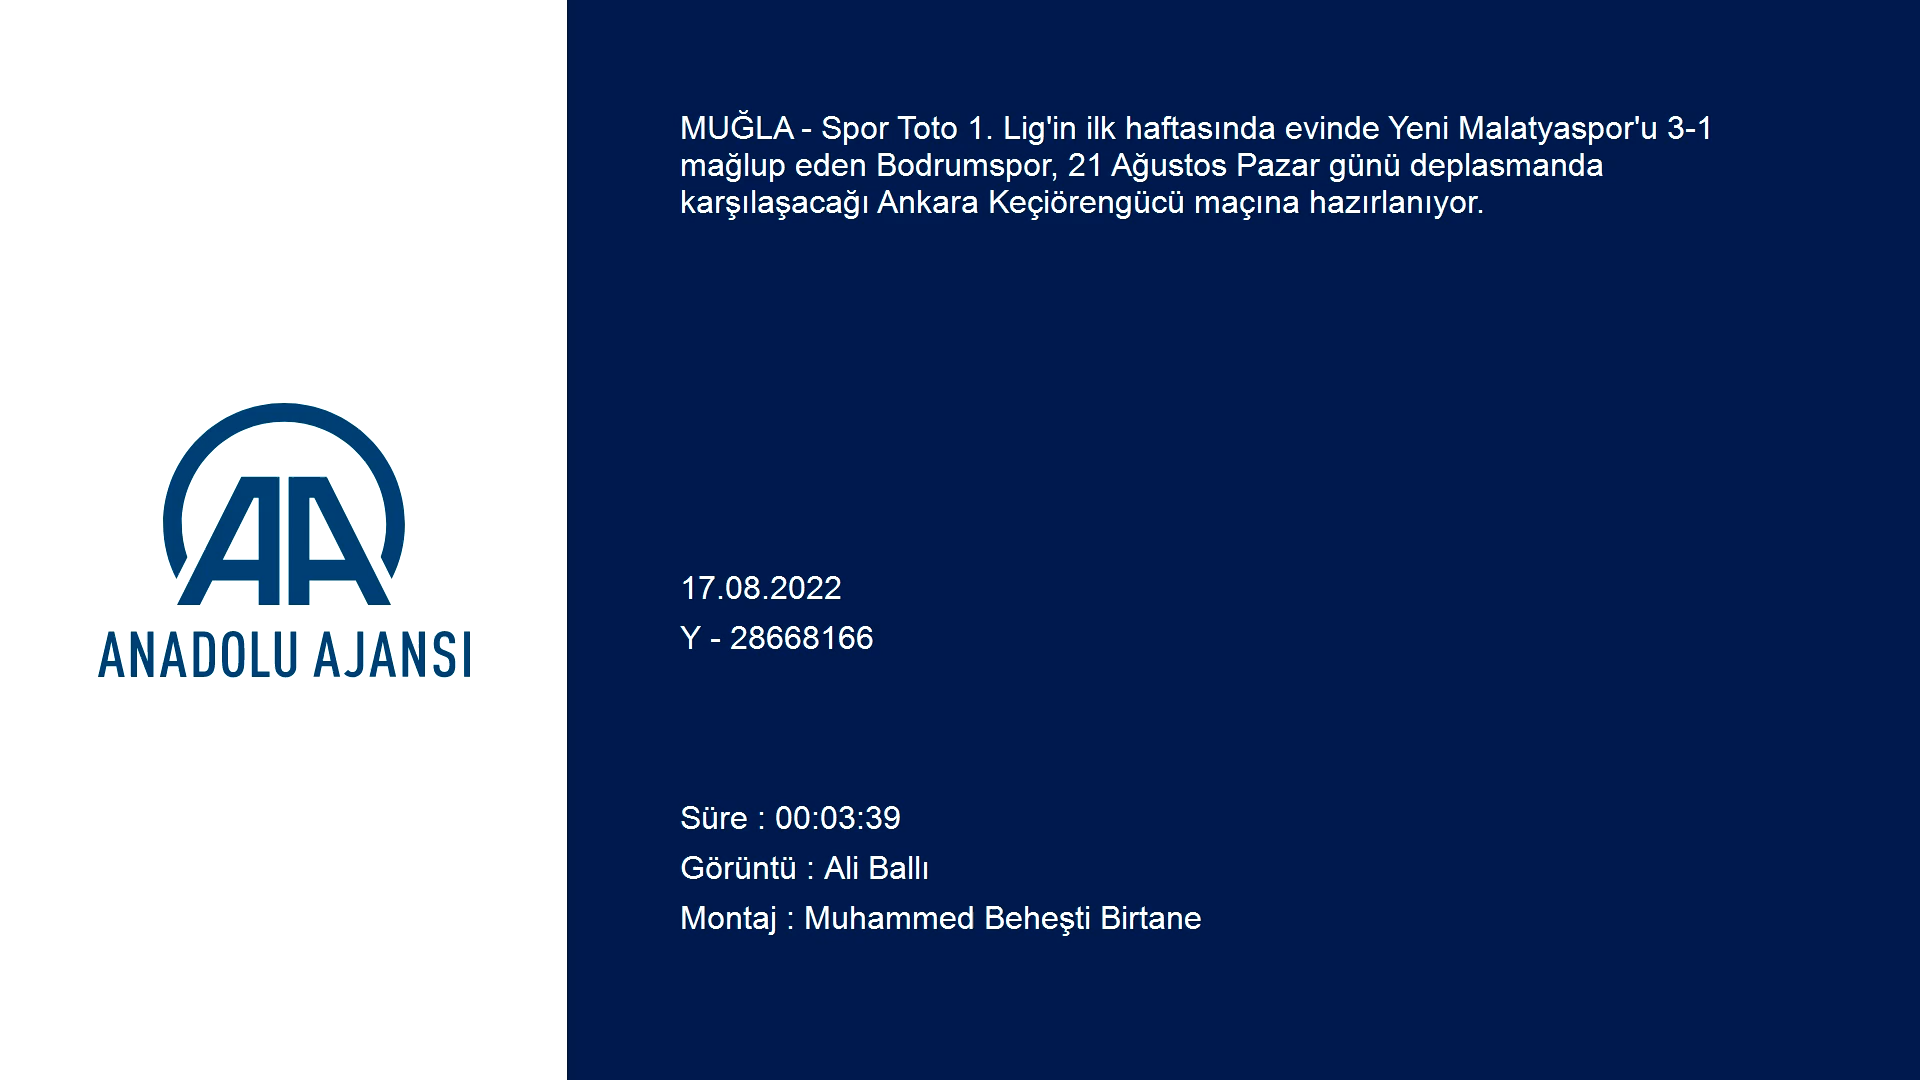 MUĞLA - Spor Toto 1. Lig'in ilk haftasında evinde Yeni Malatyaspor'u 3-1
mağlup eden Bodrumspor, 21 Ağustos Pazar günü deplasmanda
karşılaşacağı Ankara Keçiörengücü maçına hazırlanıyor.
AA
ANADOLU AJANSI
17.08.2022
Y - 28668166
Süre : 00:03:39
Görüntü : Ali Ballı
Montaj : Muhammed Beheşti Birtane